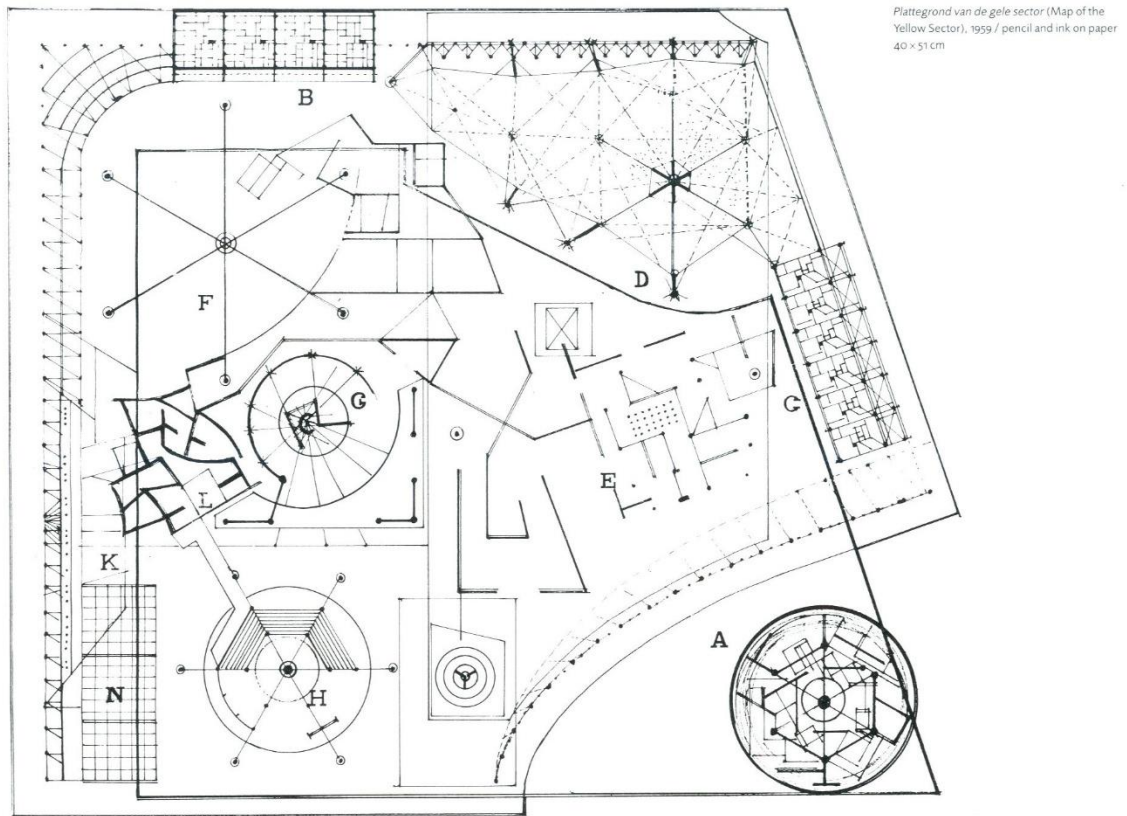 Plattegrond van de gele sector (Map of the
Yellow Sector), 1959 / pencil and ink on paper
40 × 51 cm
B
D
F
G
G
E
L
K
A
N
H